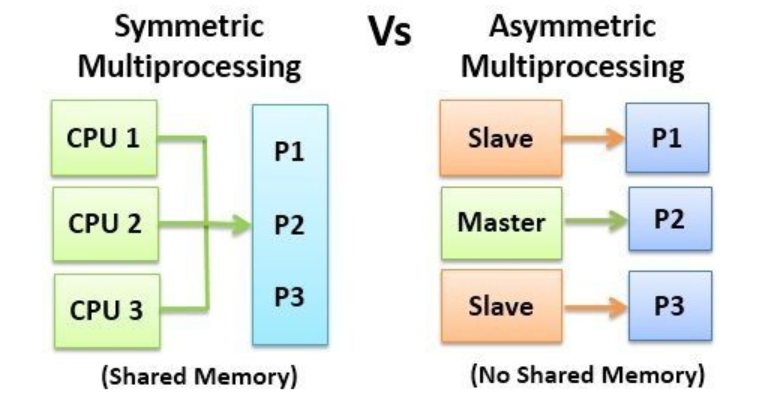 Symmetric
Multiprocessing
Vs
Asymmetric
Multiprocessing
CPU 1
CPU 2
CPU 3
P1
P2
P3
(Shared Memory)
Slave
P1
Master
P2
Slave
P3
(No Shared Memory)